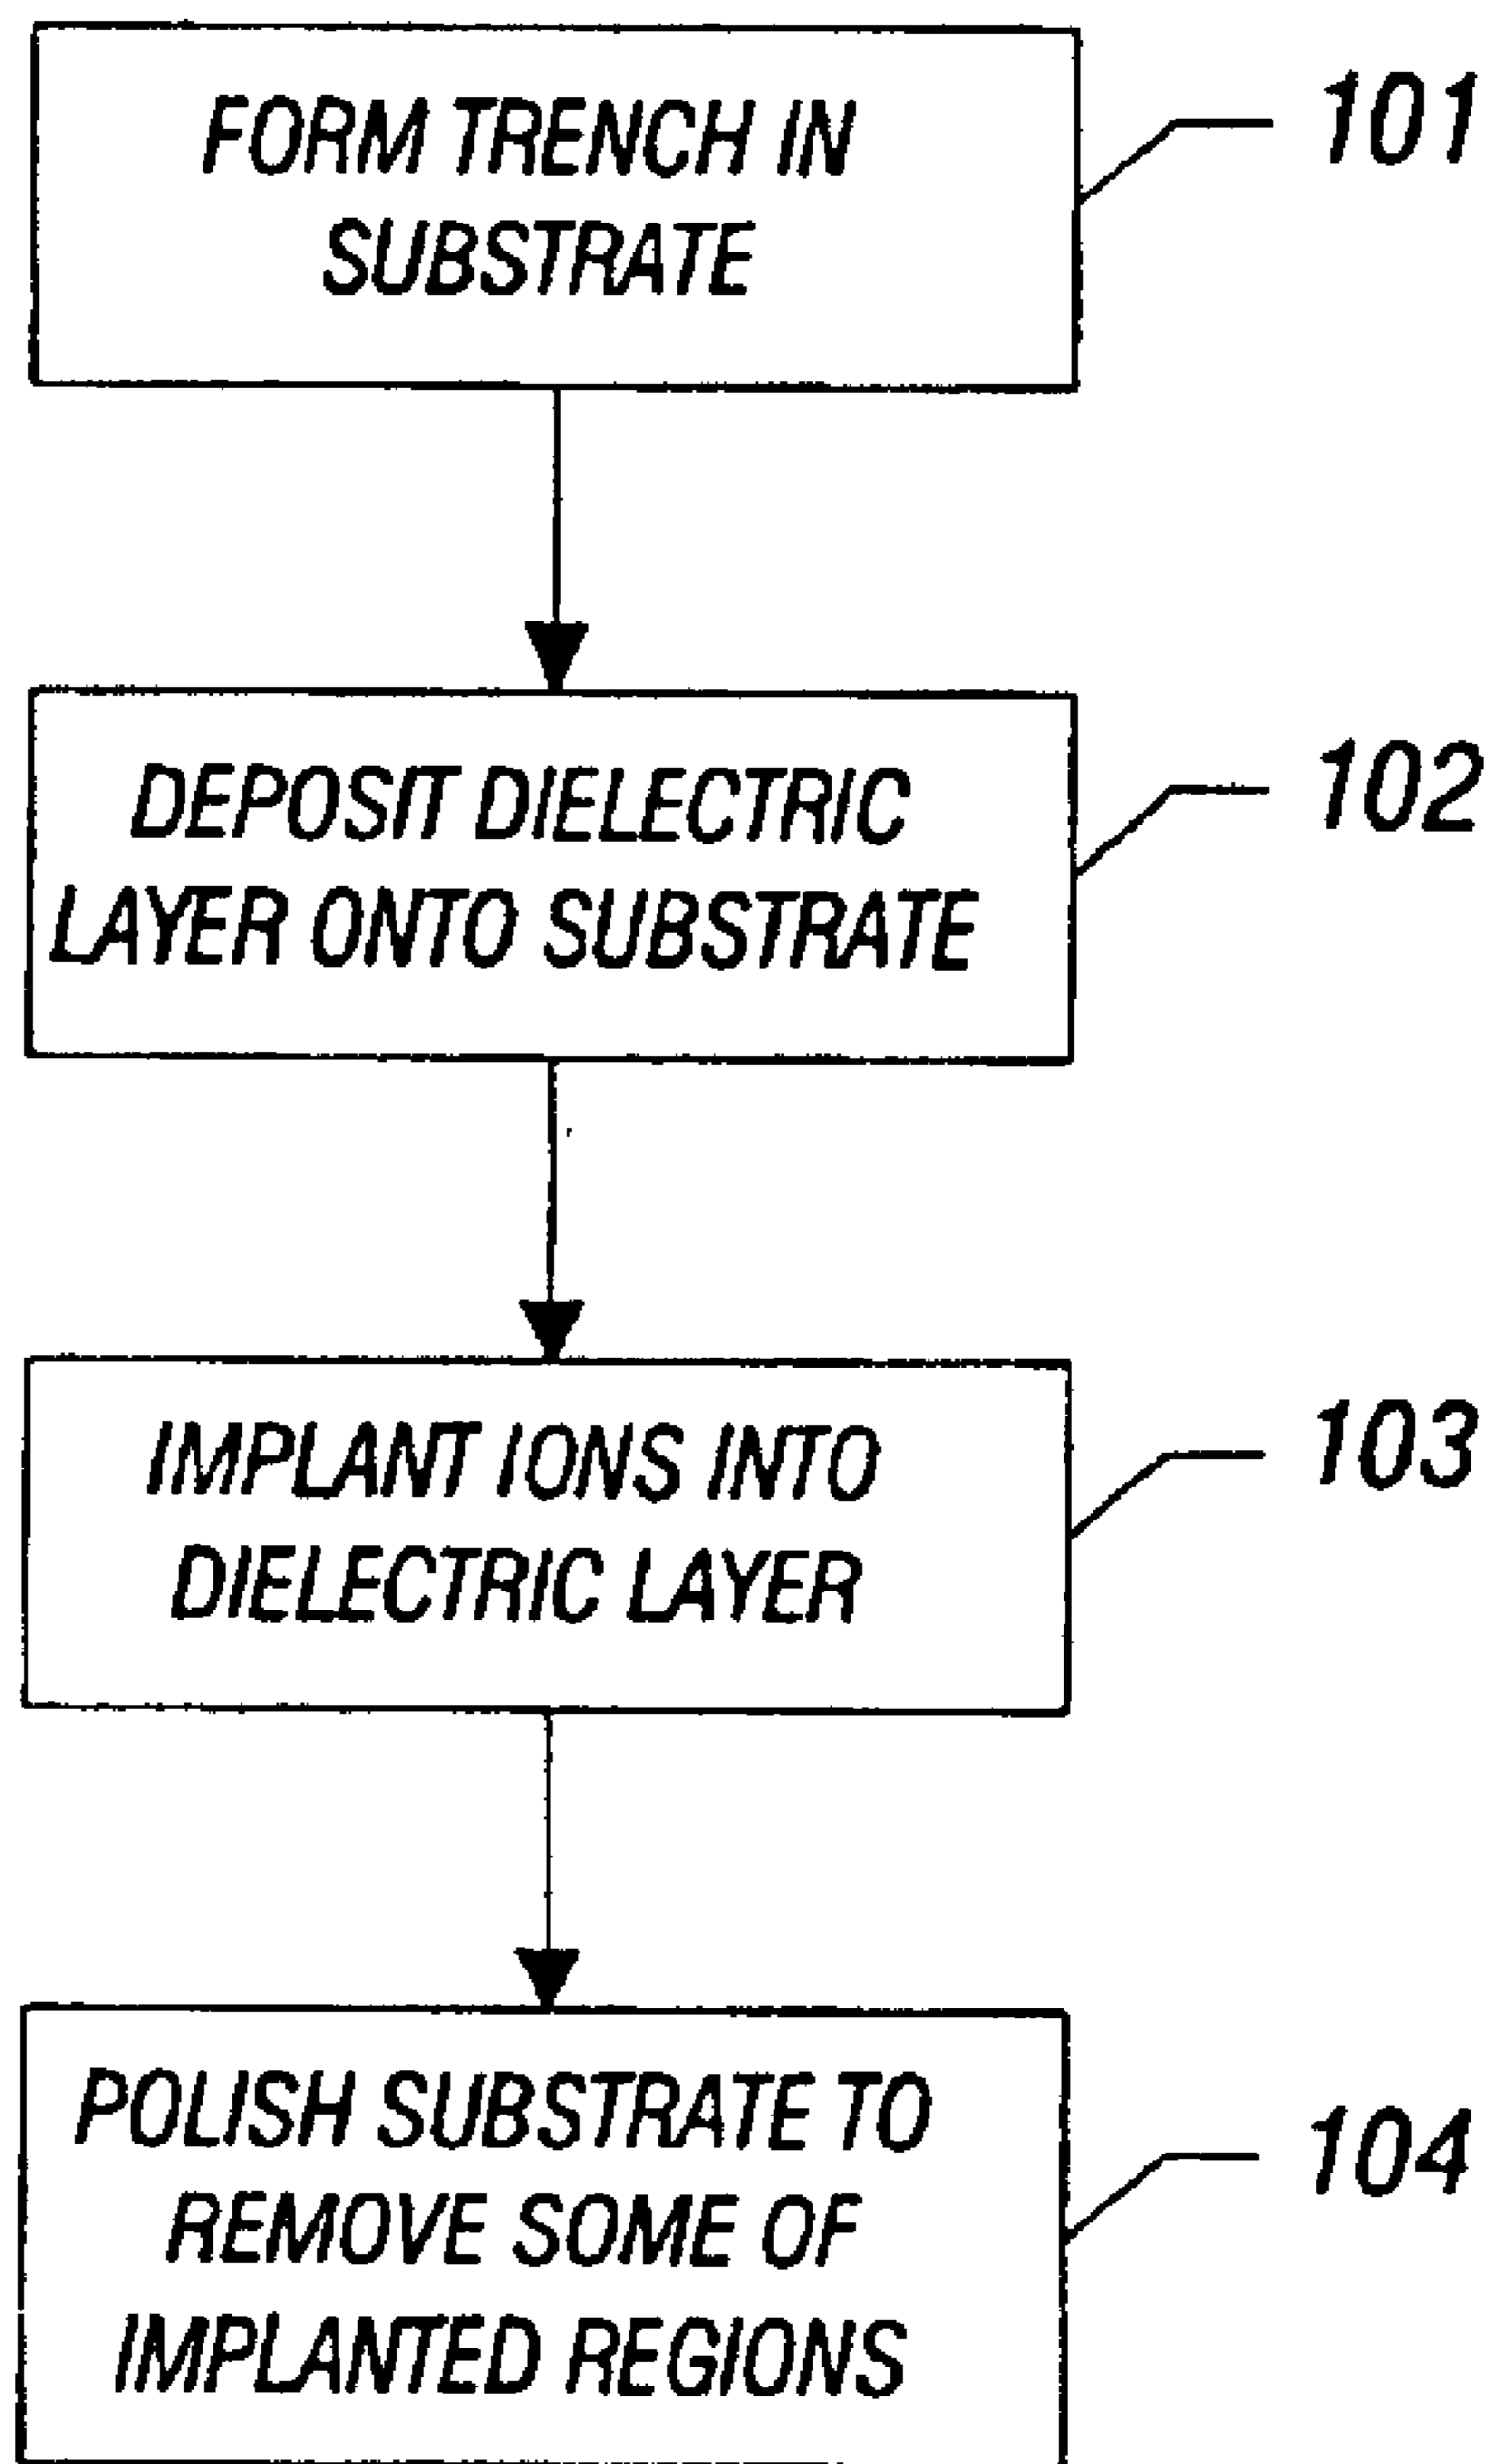 FORM TRENCH IN
SUBSTRATE
101
DEPOSIT DIELECTRIC
LAYER ONTO SUBSTRATE
102
IMPLANT IONS INTO
DIELECTRIC LAYER
103
POLISH SUBSTRATE TO
REMOVE SOME OF
IMPLANTED REGIONS
104